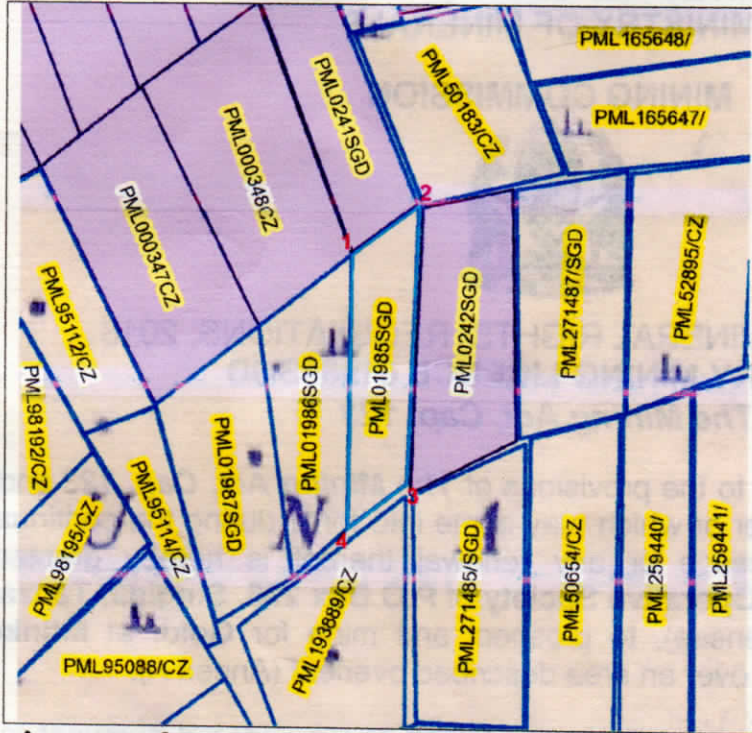 PML165648/
PML0241SGD
PML50183/CZ
PML165647/
PML000348CZ
2
PML000347CZ
1
PML271487/SGD
PML52895/CZ
PML0242SGD
PML95112/CZ
PML01985SGD
PML01986SGD
PML98192/CZ
PML01987SGD
PML95114/CZ
3
4
PML98195/CZ
PML271485/SGD
PML50654/CZ
PML259440/
PML259441/
PML193889/CZ
PML95088/CZ